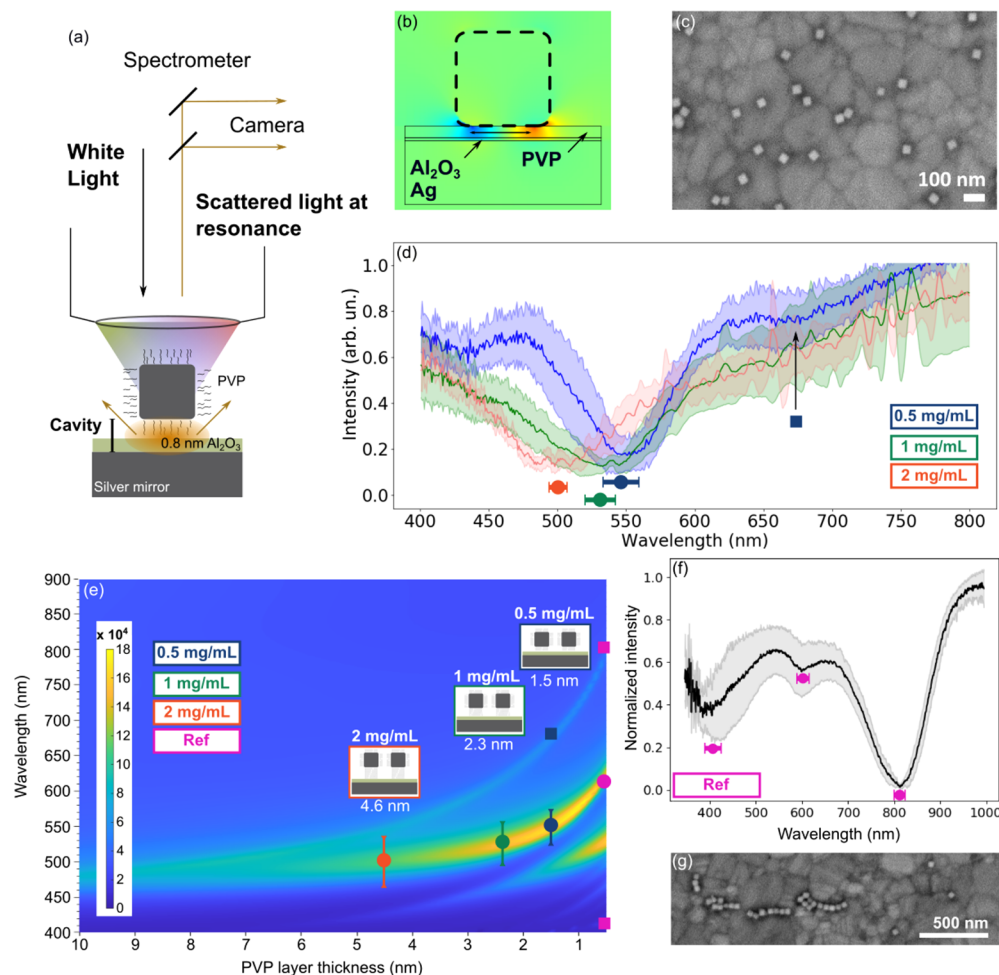 (a)
Spectrometer
Camera
White
Light
Scattered light at
resonance
PVP
Cavity
0.8 nm Al₂O₃
Silver mirror
(b)
Al₂O₃
Ag
PVP
(c)
100 nm
(d)
Intensity (arb. un.)
1.0
0.8
0.6
0.4
0.2
0.0
0.5 mg/mL
1 mg/mL
2 mg/mL
400 450 500 550 600 650 700 750 800
Wavelength (nm)
(e)
Wavelength (nm)
900
800
750
700
650
600
550
500
450
400
x 10⁴
18
16
14
12
10
8
6
4
2
0
0.5 mg/mL
1 mg/mL
2 mg/mL
Ref
2 mg/mL
4.6 nm
1 mg/mL
2.3 nm
0.5 mg/mL
1.5 nm
10 9 8 7 6 5 4 3 2 1
PVP layer thickness (nm)
(f)
Normalized intensity
1.0
0.8
0.6
0.4
0.2
0.0
Ref
400 500 600 700 800 900 1000
Wavelength (nm)
(g)
500 nm